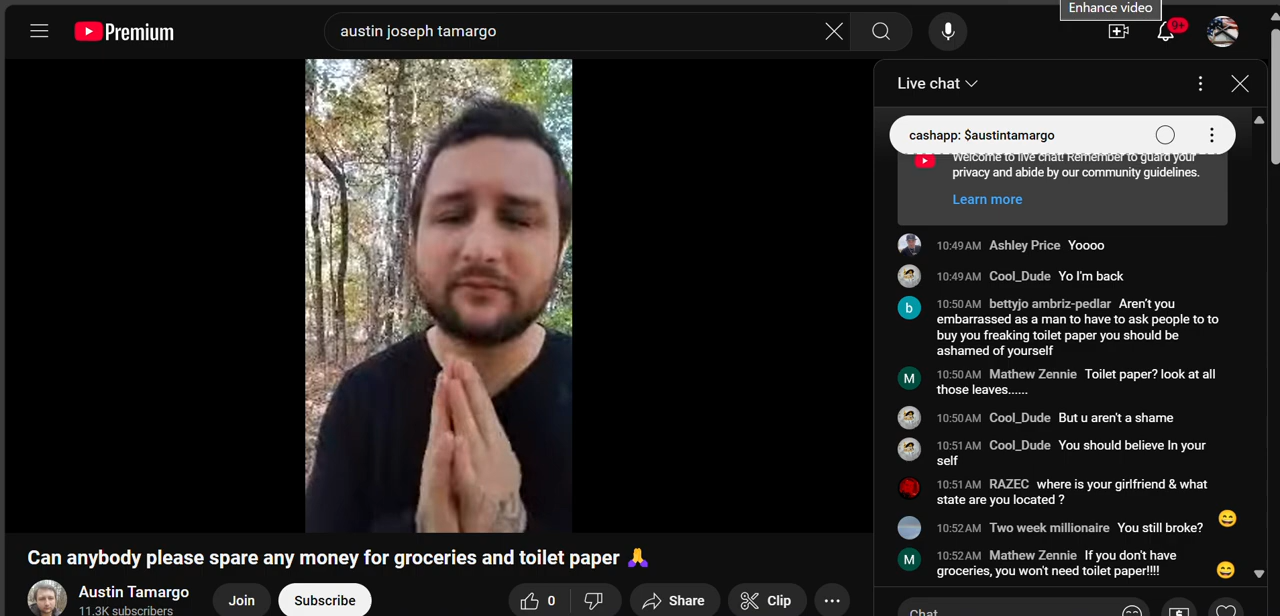 Enhance video
Premium
austin joseph tamargo
9+
Live chat
cashapp: $austintamargo
Welcome to live chat! Remember to guard your
privacy and abide by our community guidelines.
Learn more
10:49 AM Ashley Price Yoooo
10:49 AM Cool_Dude Yo I'm back
b
10:50 AM bettyjo ambriz-pedlar Aren't you
embarrassed as a man to have to ask people to to
buy you freaking toilet paper you should be
ashamed of yourself
M
10:50 AM Mathew Zennie Toilet paper? look at all
those leaves......
10:50 AM Cool_Dude But u aren't a shame
10:51 AM Cool_Dude You should believe In your
self
10:51 AM RAZEC where is your girlfriend & what
state are you located ?
10:52 AM Two week millionaire You still broke?
M
10:52 AM Mathew Zennie If you don't have
groceries, you won't need toilet paper!!!!
Chat
Can anybody please spare any money for groceries and toilet paper 🙏
Austin Tamargo
11.3K subscribers
Join
Subscribe
0
Share
Clip